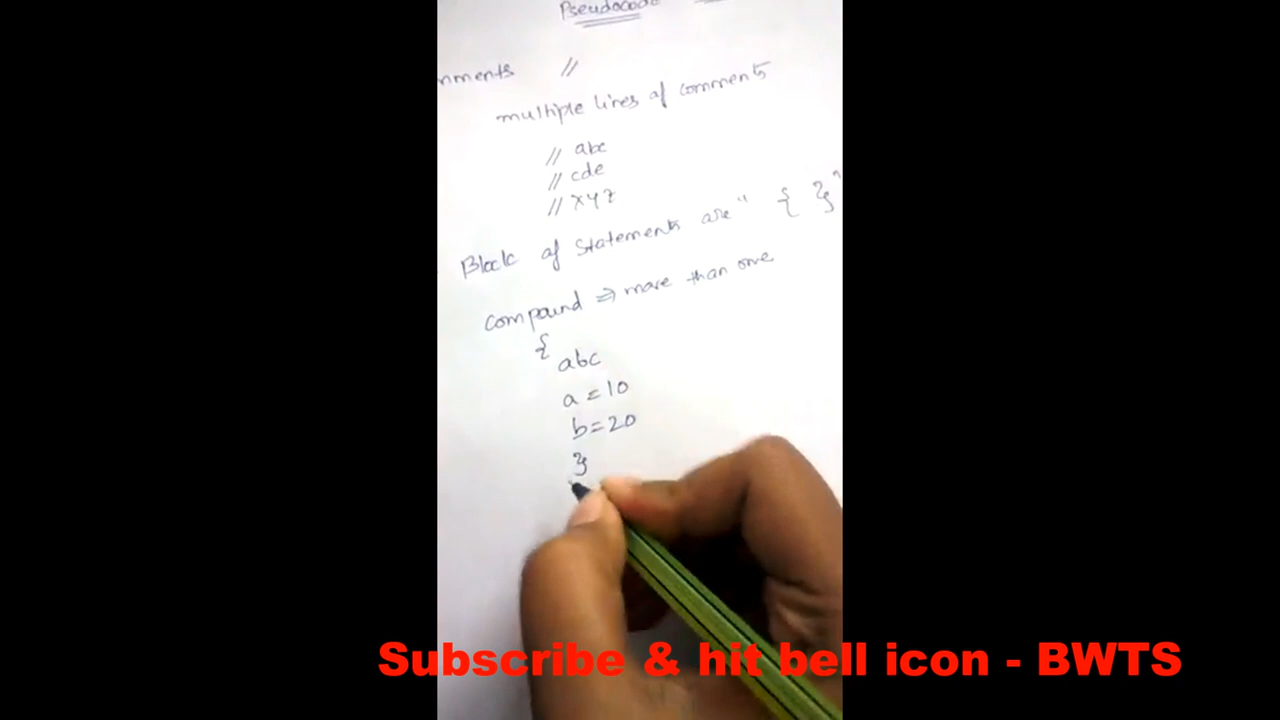 Pseudocode
mments //
multiple lines of comments
// abc
// cde
// xyz
Block of statements are " { }"
compound ⇒ more than one
{
abc
a = 10
b = 20
}
Subscribe & hit bell icon - BWTS